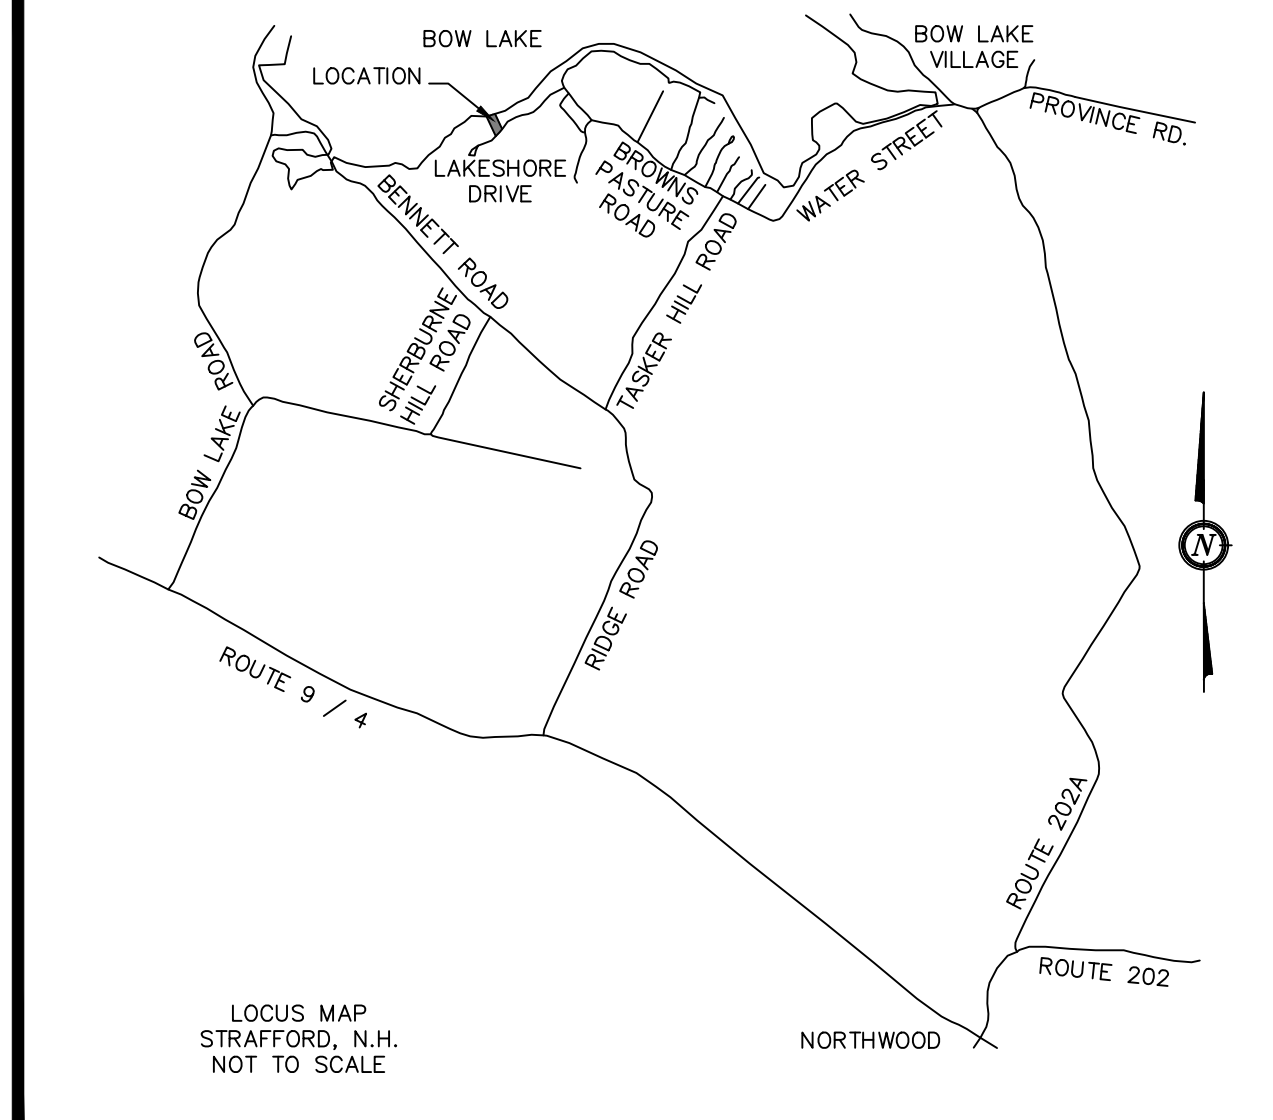 BOW LAKE
BOW LAKE
VILLAGE
LOCATION
PROVINCE RD.
WATER STREET
LAKESHORE
DRIVE
BROWNS
PASTURE
ROAD
BENNETT ROAD
TASKER HILL ROAD
SHERBURNE
HILL ROAD
BOW LAKE ROAD
N
RIDGE ROAD
ROUTE 9 / 4
ROUTE 202A
ROUTE 202
NORTHWOOD
LOCUS MAP
STRAFFORD, N.H.
NOT TO SCALE